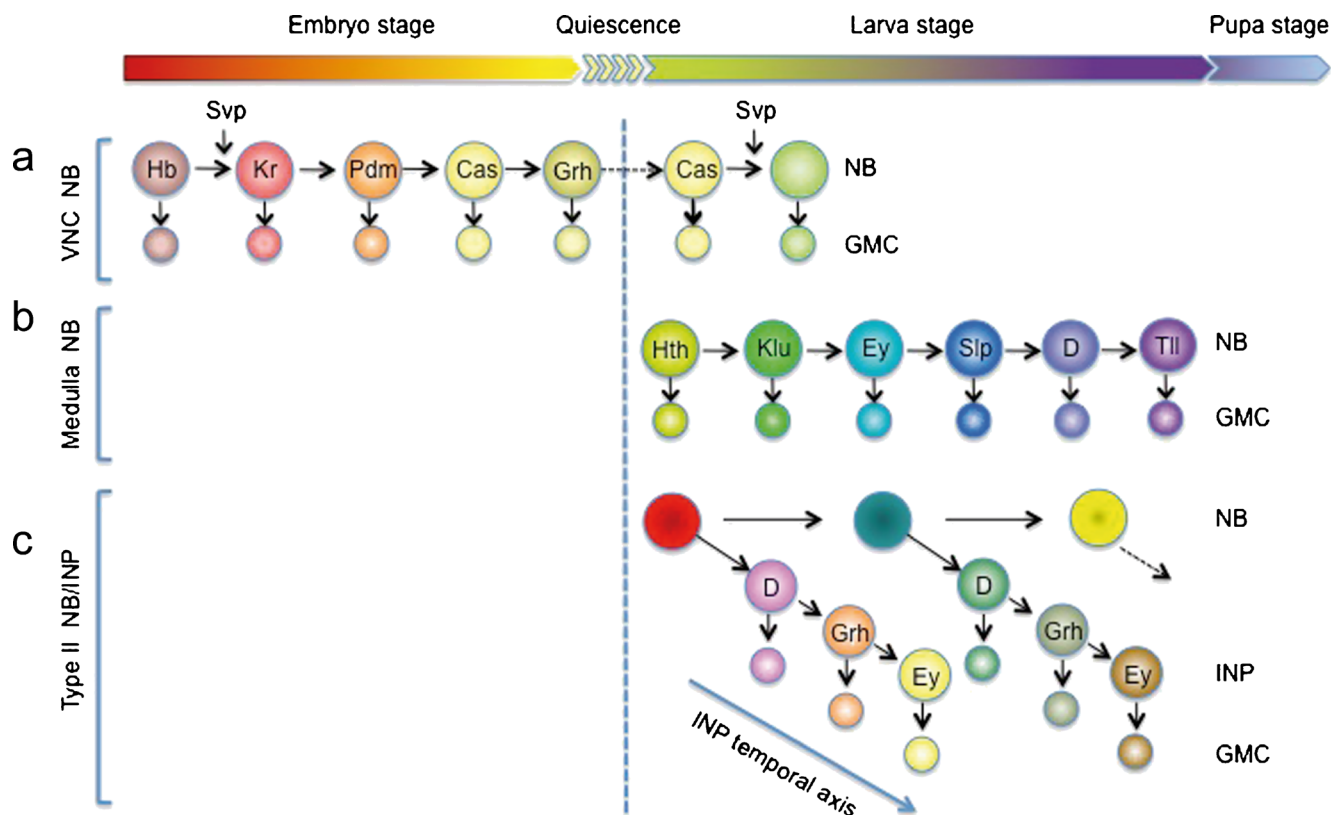 Embryo stage Quiescence Larva stage Pupa stage
Svp Svp
a
VNC NB
Hb Kr Pdm Cas Grh Cas NB
GMC
b
Medulla NB
Hth Klu Ey Slp D Tll NB
GMC
c
Type II NB/INP
NB
D D
Grh Grh
Ey Ey INP
GMC
INP temporal axis